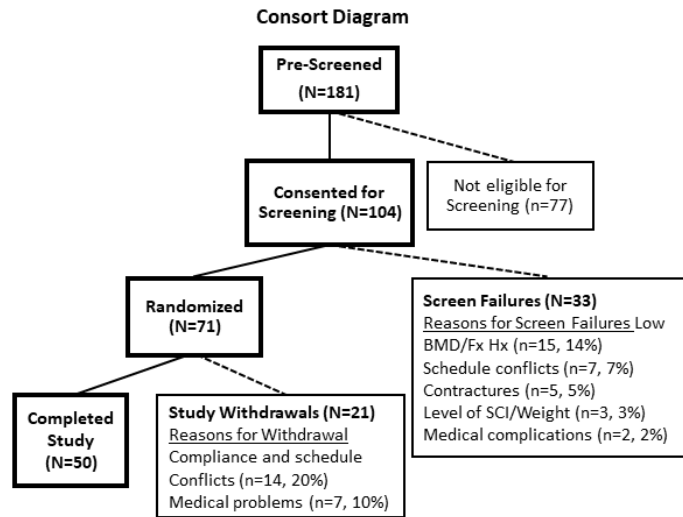 Consort Diagram
Pre-Screened
(N=181)
Consented for
Screening (N=104)
Not eligible for
Screening (n=77)
Randomized
(N=71)
Screen Failures (N=33)
Reasons for Screen Failures Low
BMD/Fx Hx (n=15, 14%)
Schedule conflicts (n=7, 7%)
Contractures (n=5, 5%)
Level of SCI/Weight (n=3, 3%)
Medical complications (n=2, 2%)
Completed
Study
(N=50)
Study Withdrawals (N=21)
Reasons for Withdrawal
Compliance and schedule
Conflicts (n=14, 20%)
Medical problems (n=7, 10%)